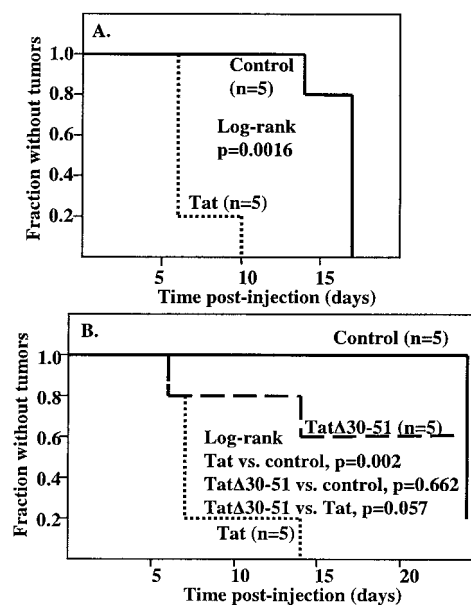 A.
Fraction without tumors
1.0
0.8
0.6
0.4
0.2
Control
(n=5)
Log-rank
p=0.0016
Tat (n=5)
5
10
15
Time post-injection (days)
B.
Fraction without tumors
1.0
0.8
0.6
0.4
0.2
Control (n=5)
TatΔ30-51 (n=5)
Log-rank
Tat vs. control, p=0.002
TatΔ30-51 vs. control, p=0.662
TatΔ30-51 vs. Tat, p=0.057
Tat (n=5)
5
10
15
20
Time post-injection (days)